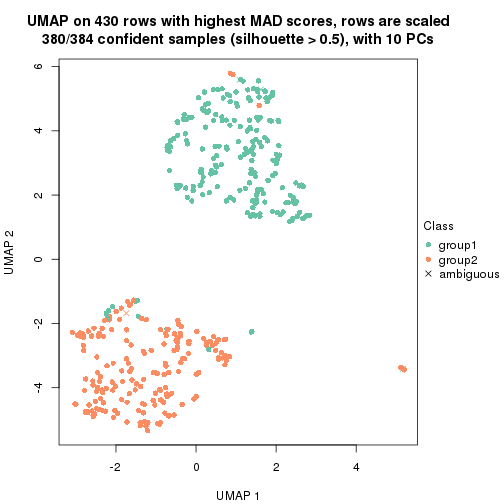 UMAP on 430 rows with highest MAD scores, rows are scaled
380/384 confident samples (silhouette > 0.5), with 10 PCs
6
4
2
0
-2
-4
UMAP 2
-2
0
2
4
UMAP 1
Class
group1
group2
ambiguous